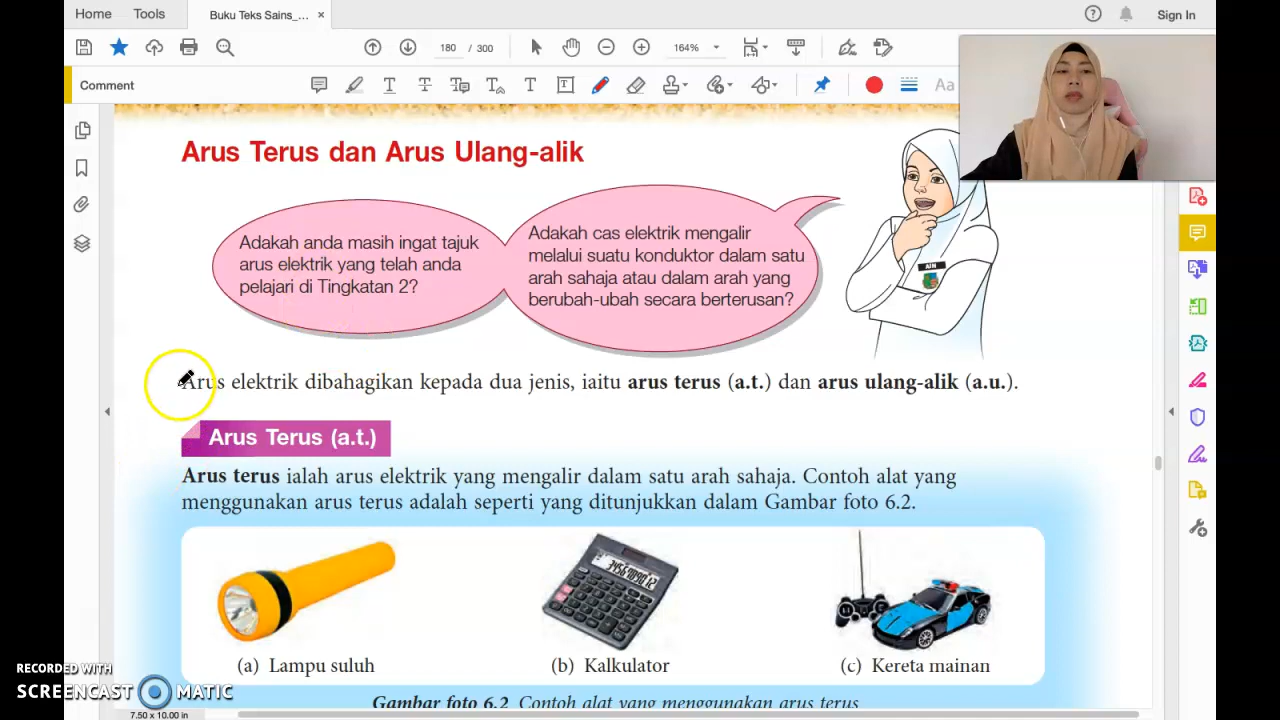 Home Tools Buku Teks Sains_... × Sign In
180 / 300 164%
Comment Aa
Arus Terus dan Arus Ulang-alik
Adakah anda masih ingat tajuk
arus elektrik yang telah anda
pelajari di Tingkatan 2?
Adakah cas elektrik mengalir
melalui suatu konduktor dalam satu
arah sahaja atau dalam arah yang
berubah-ubah secara berterusan?
AIN
Arus elektrik dibahagikan kepada dua jenis, iaitu arus terus (a.t.) dan arus ulang-alik (a.u.).
Arus Terus (a.t.)
Arus terus ialah arus elektrik yang mengalir dalam satu arah sahaja. Contoh alat yang
menggunakan arus terus adalah seperti yang ditunjukkan dalam Gambar foto 6.2.
(a) Lampu suluh
(b) Kalkulator
(c) Kereta mainan
Gambar foto 6.2 Contoh alat yang menggunakan arus terus
RECORDED WITH
SCREENCAST MATIC
7.50 x 10.00 in